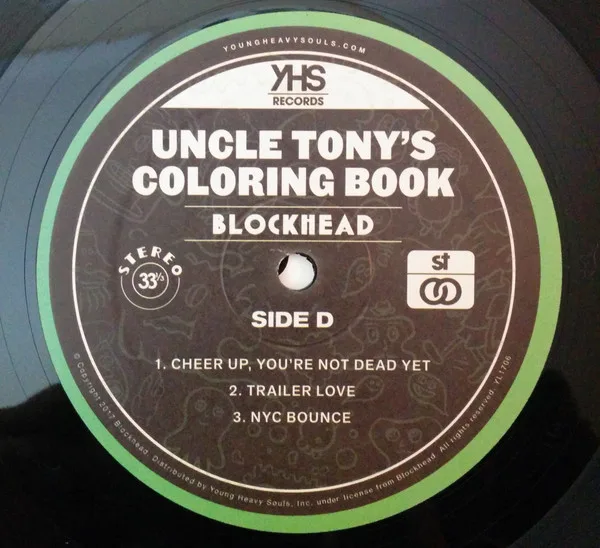 YOUNGHEAVYSOULS.COM
YHS
RECORDS
UNCLE TONY'S
COLORING BOOK
BLOCKHEAD
STEREO
33⅓
st
SIDE D
1. CHEER UP, YOU'RE NOT DEAD YET
2. TRAILER LOVE
3. NYC BOUNCE
© Copyright 2017 Blockhead. Distributed by Young Heavy Souls, Inc. under license from Blockhead. All rights reserved. YL1706